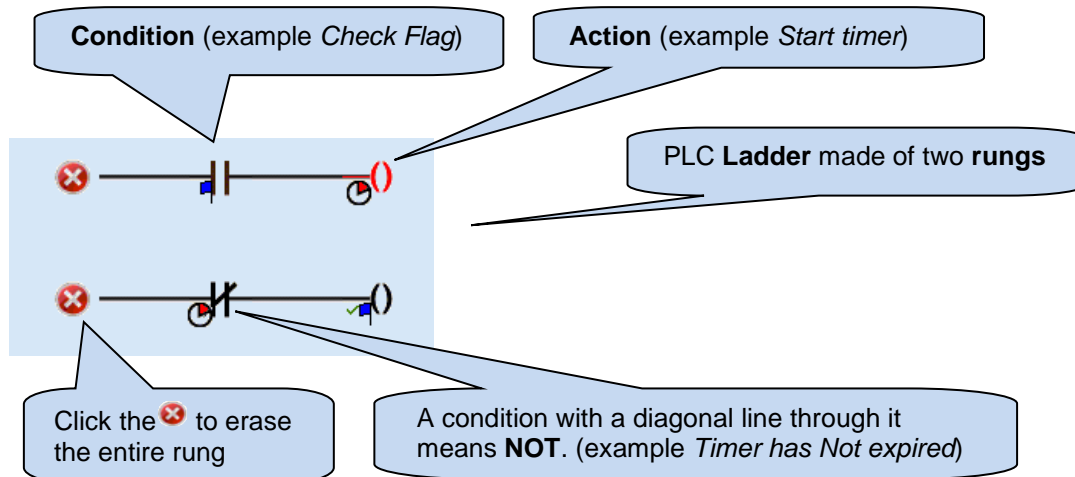 Condition (example Check Flag)
Action (example Start timer)
PLC Ladder made of two rungs
Click the to erase
the entire rung
A condition with a diagonal line through it
means NOT. (example Timer has Not expired)